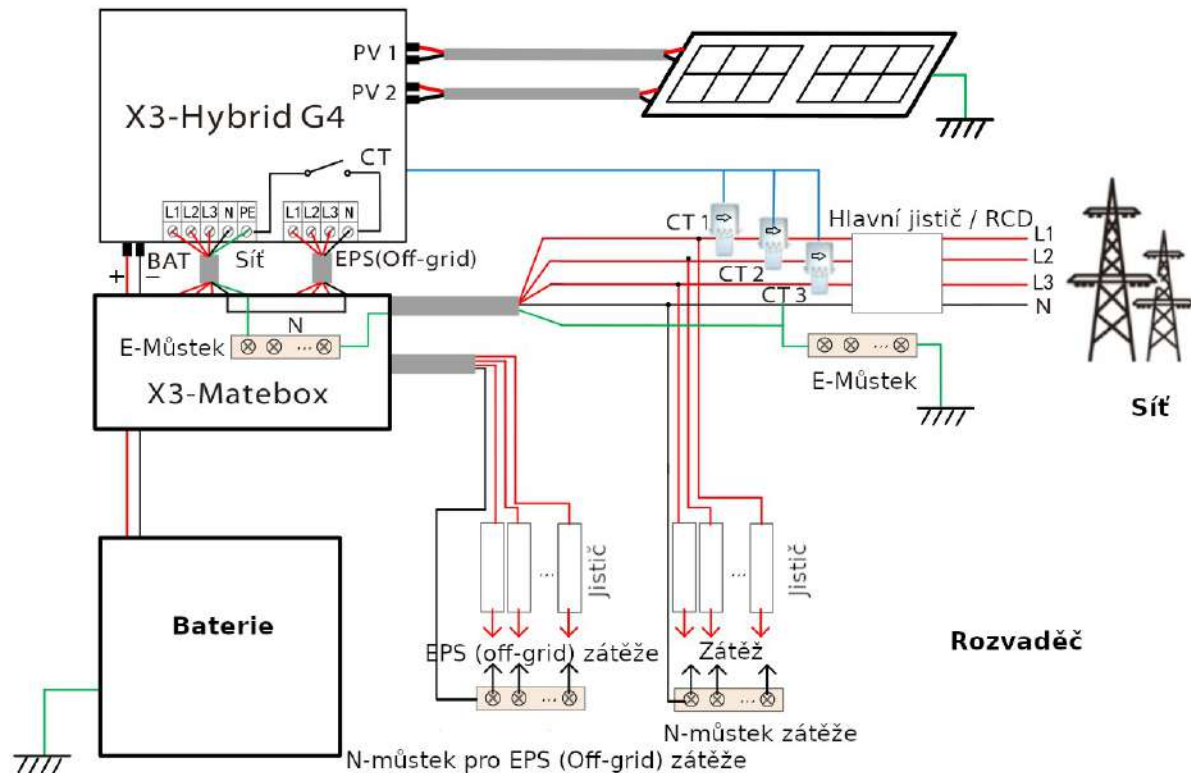 PV 1
PV 2
X3-Hybrid G4
CT
L1 L2 L3 N PE
L1 L2 L3 N
+ BAT –
Síť
EPS(Off-grid)
CT 1
CT 2
CT 3
Hlavní jistič / RCD
L1
L2
L3
N
N
E-Můstek
...
X3-Matebox
...
E-Můstek
Síť
...
Jistič
...
Jistič
Baterie
EPS (off-grid) zátěže
Zátěž
Rozvaděč
...
...
N-můstek zátěže
N-můstek pro EPS (Off-grid) zátěže